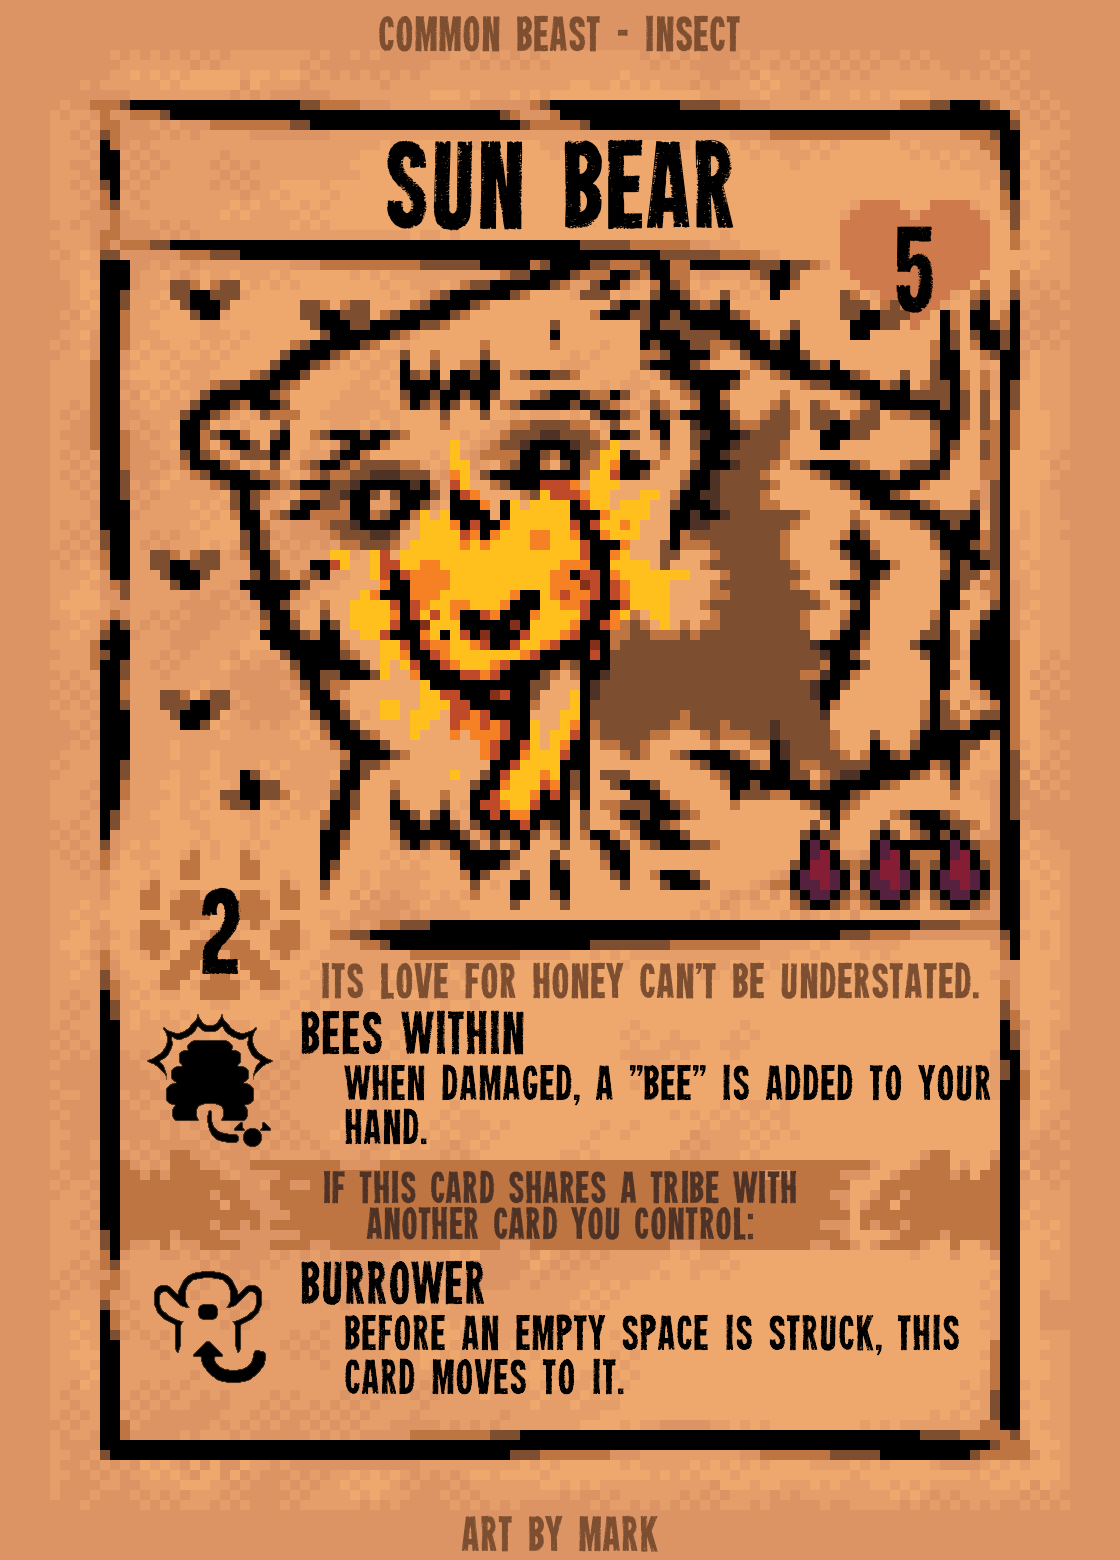 COMMON BEAST - INSECT
SUN BEAR
5
2
ITS LOVE FOR HONEY CAN'T BE UNDERSTATED.
BEES WITHIN
WHEN DAMAGED, A "BEE" IS ADDED TO YOUR
HAND.
IF THIS CARD SHARES A TRIBE WITH
ANOTHER CARD YOU CONTROL:
BURROWER
BEFORE AN EMPTY SPACE IS STRUCK, THIS
CARD MOVES TO IT.
ART BY MARK